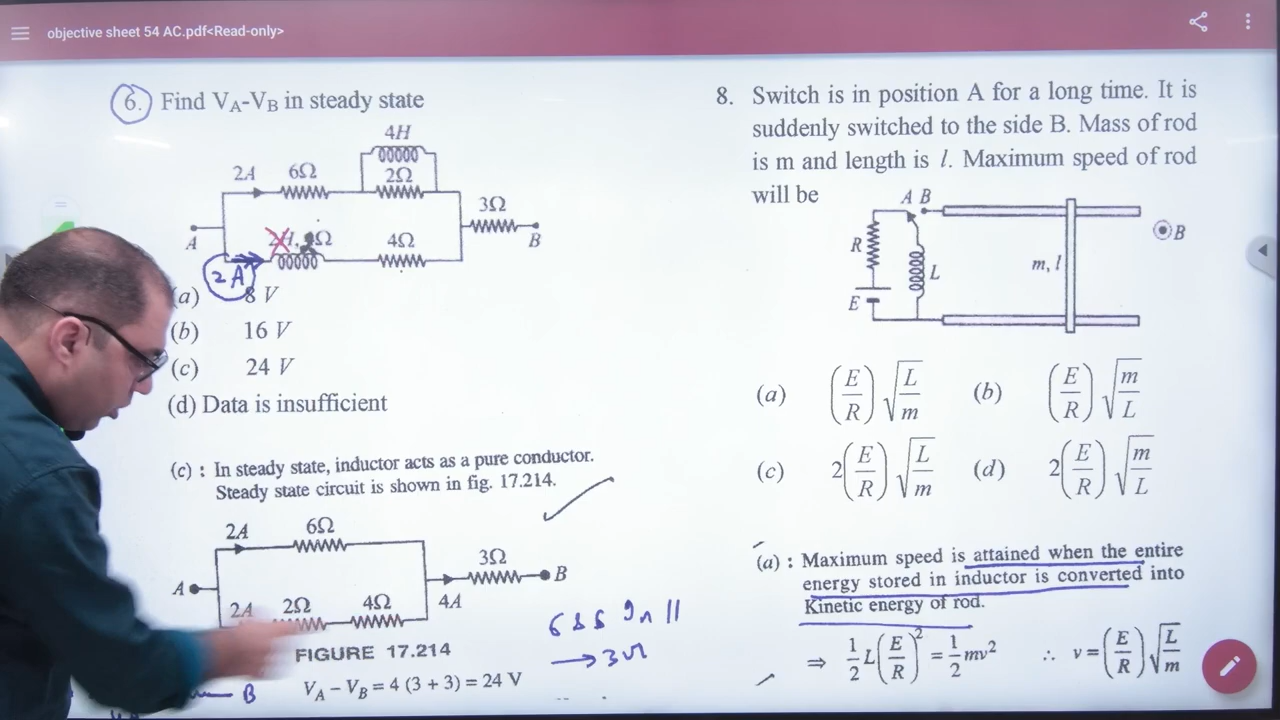 objective sheet 54 AC.pdf<Read-only>
6. Find VA-VB in steady state
4H
2A 6Ω 2Ω
3Ω
A B
4Ω
2A
(a) 8 V
(b) 16 V
(c) 24 V
(d) Data is insufficient
(c) : In steady state, inductor acts as a pure conductor.
Steady state circuit is shown in fig. 17.214.
2A 6Ω
3Ω
A B
2A 2Ω 4Ω 4A
FIGURE 17.214
VA – VB = 4 (3 + 3) = 24 V
B
8. Switch is in position A for a long time. It is
suddenly switched to the side B. Mass of rod
is m and length is l. Maximum speed of rod
will be
A B
R
L
m, l
B
E
(a) (E/R) √(L/m) (b) (E/R) √(m/L)
(c) 2(E/R) √(L/m) (d) 2(E/R) √(m/L)
(a) : Maximum speed is attained when the entire
energy stored in inductor is converted into
Kinetic energy of rod.
⇒ 1/2 L(E/R)² = 1/2 mv² ∴ v = (E/R) √(L/m)